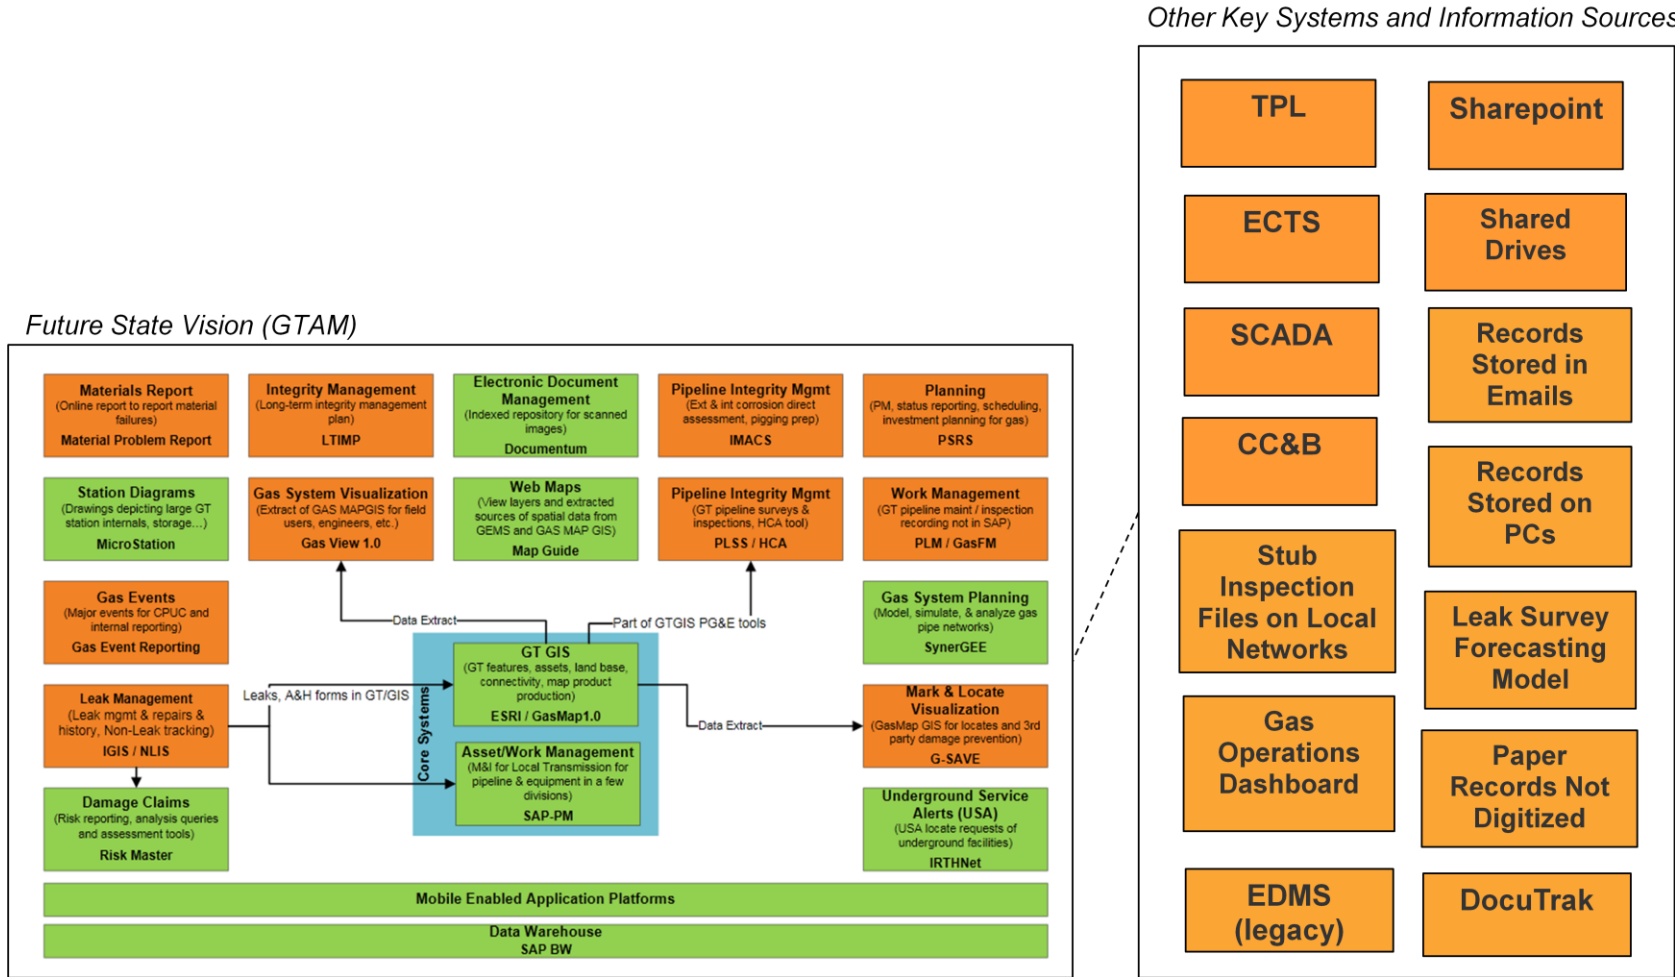 Other Key Systems and Information Sources
TPL
Sharepoint
ECTS
Shared
Drives
SCADA
Records
Stored in
Emails
CC&B
Records
Stored on
PCs
Stub
Inspection
Files on Local
Networks
Leak Survey
Forecasting
Model
Gas
Operations
Dashboard
Paper
Records Not
Digitized
EDMS
(legacy)
DocuTrak
Future State Vision (GTAM)
Materials Report
(Online report to report material
failures)
Material Problem Report
Integrity Management
(Long-term integrity management
plan)
LTIMP
Electronic Document
Management
(Indexed repository for scanned
images)
Documentum
Pipeline Integrity Mgmt
(Ext & int corrosion direct
assessment, pigging prep)
IMACS
Planning
(PM, status reporting, scheduling,
investment planning for gas)
PSRS
Station Diagrams
(Drawings depicting large GT
station internals, storage...)
MicroStation
Gas System Visualization
(Extract of GAS MAPGIS for field
users, engineers, etc.)
Gas View 1.0
Web Maps
(View layers and extracted
sources of spatial data from
GEMS and GAS MAP GIS)
Map Guide
Pipeline Integrity Mgmt
(GT pipeline surveys &
inspections, HCA tool)
PLSS / HCA
Work Management
(GT pipeline maint / inspection
recording not in SAP)
PLM / GasFM
Gas Events
(Major events for CPUC and
internal reporting)
Gas Event Reporting
Data Extract
Part of GTGIS PG&E tools
Gas System Planning
(Model, simulate, & analyze gas
pipe networks)
SynerGEE
Core Systems
GT GIS
(GT features, assets, land base,
connectivity, map product
production)
ESRI / GasMap1.0
Leak Management
(Leak mgmt & repairs &
history, Non-Leak tracking)
IGIS / NLIS
Leaks, A&H forms in GT/GIS
Data Extract
Mark & Locate
Visualization
(GasMap GIS for locates and 3rd
party damage prevention)
G-SAVE
Asset/Work Management
(M&I for Local Transmission for
pipeline & equipment in a few
divisions)
SAP-PM
Damage Claims
(Risk reporting, analysis queries
and assessment tools)
Risk Master
Underground Service
Alerts (USA)
(USA locate requests of
underground facilities)
IRTHNet
Mobile Enabled Application Platforms
Data Warehouse
SAP BW